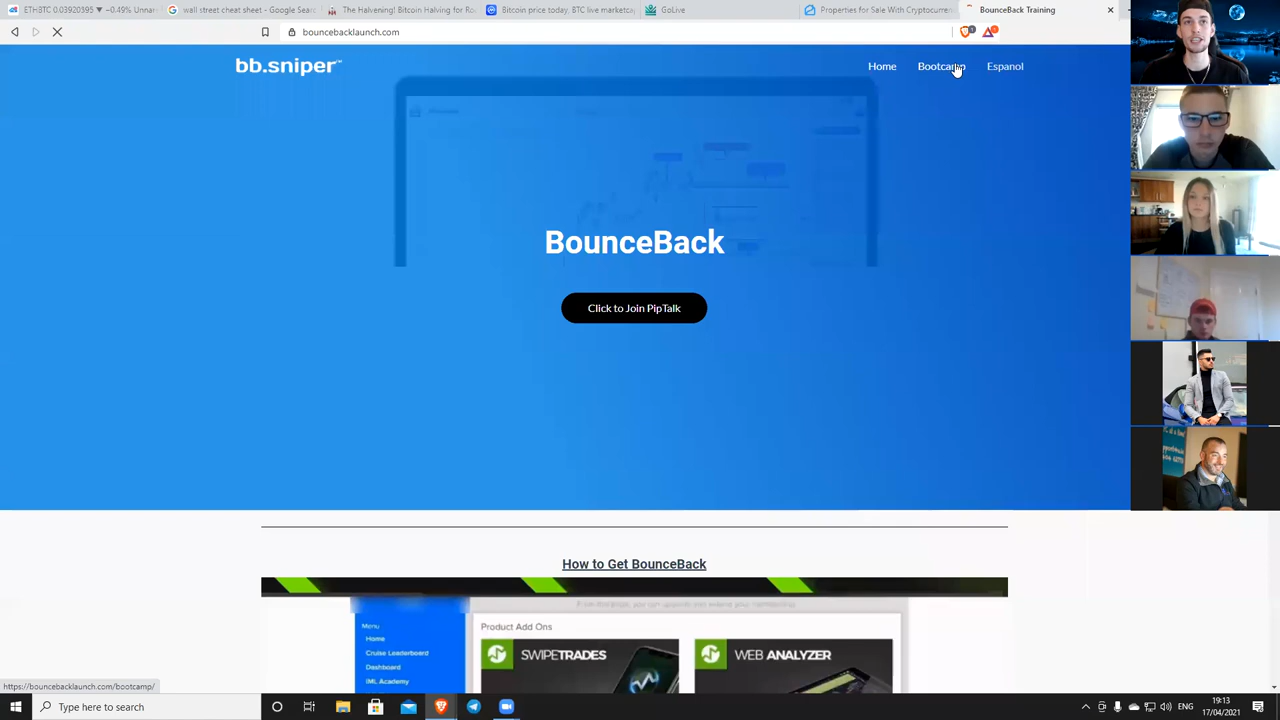 ETHBTC 0.03920595 ▼ −0.49% Unna
wall street cheat sheet - Google Sear
The Halvening! Bitcoin Halving for Ro
Bitcoin price today, BTC live marketca
GoLive
Properties for Sale With Cryptocurre
BounceBack Training
bouncebacklaunch.com
bb.sniper
Home
Bootcamp
Espanol
BounceBack
Click to Join PipTalk
How to Get BounceBack
Menu
Home
Cruise Leaderboard
Dashboard
IML Academy
Product Add Ons
SWIPETRADES
WEB ANALYZER
https://bouncebacklaunch.com/bootcamp/
Type here to search
ENG
19:13
17/04/2021